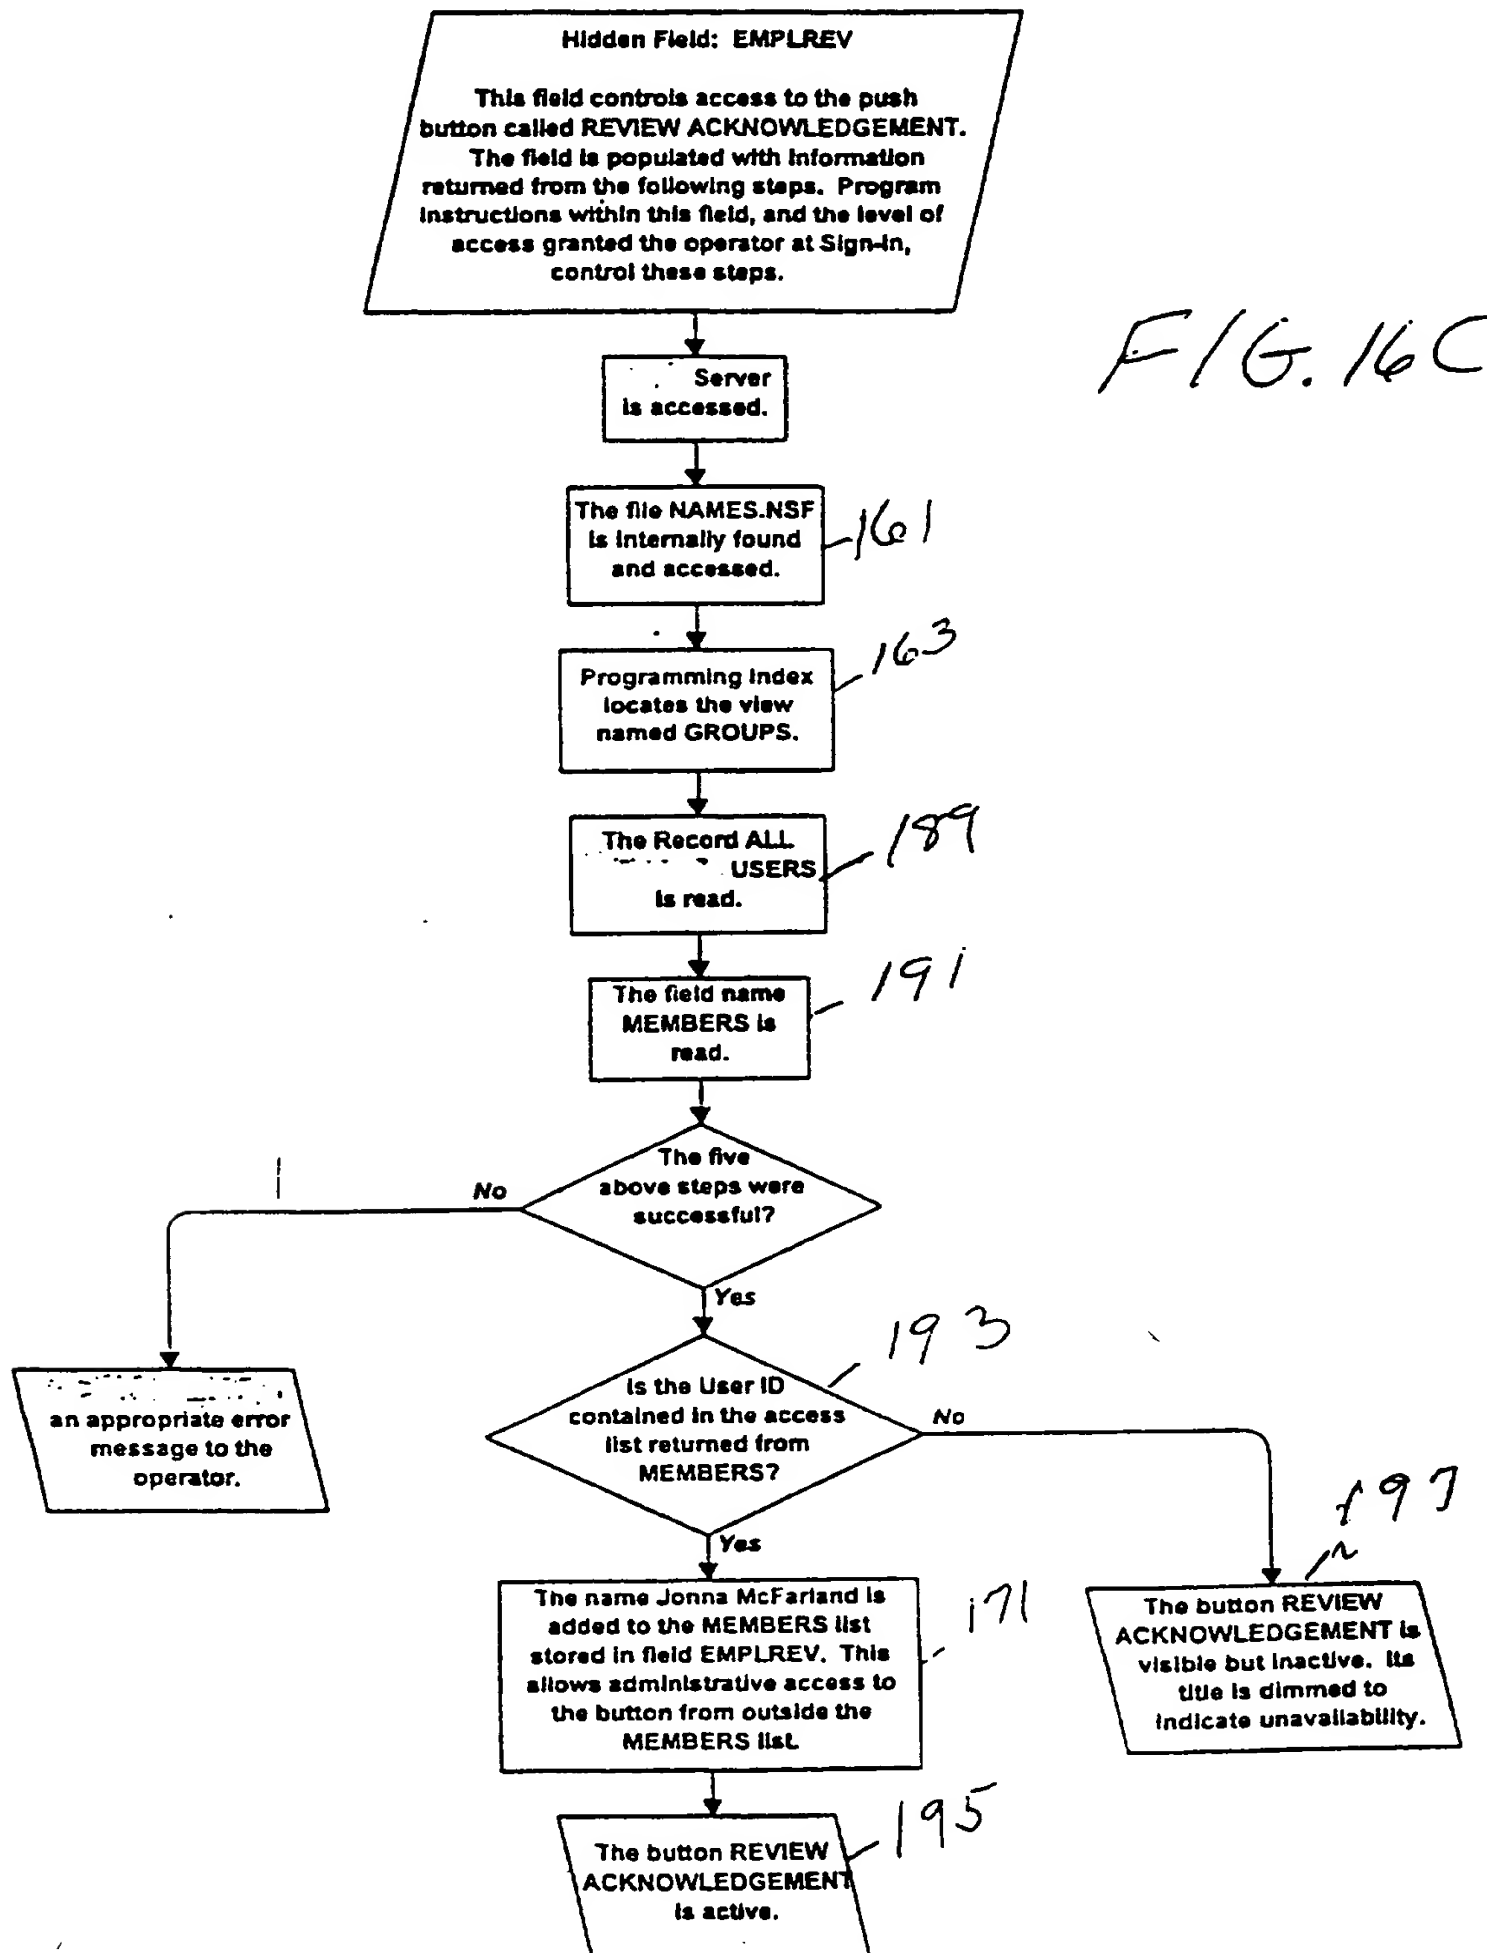 Hidden Field: EMPLREV
This field controls access to the push
button called REVIEW ACKNOWLEDGEMENT.
The field is populated with information
returned from the following steps. Program
instructions within this field, and the level of
access granted the operator at Sign-in,
control these steps.
FIG. 16C
Server
is accessed.
The file NAMES.NSF
is internally found
and accessed.
161
Programming index
locates the view
named GROUPS.
163
The Record ALL
USERS
is read.
189
The field name
MEMBERS is
read.
191
The five
above steps were
successful?
No
Yes
an appropriate error
message to the
operator.
Is the User ID
contained in the access
list returned from
MEMBERS?
193
No
Yes
The name Jonna McFarland is
added to the MEMBERS list
stored in field EMPLREV. This
allows administrative access to
the button from outside the
MEMBERS list.
171
The button REVIEW
ACKNOWLEDGEMENT is
visible but inactive. Its
title is dimmed to
indicate unavailability.
197
The button REVIEW
ACKNOWLEDGEMENT
is active.
195